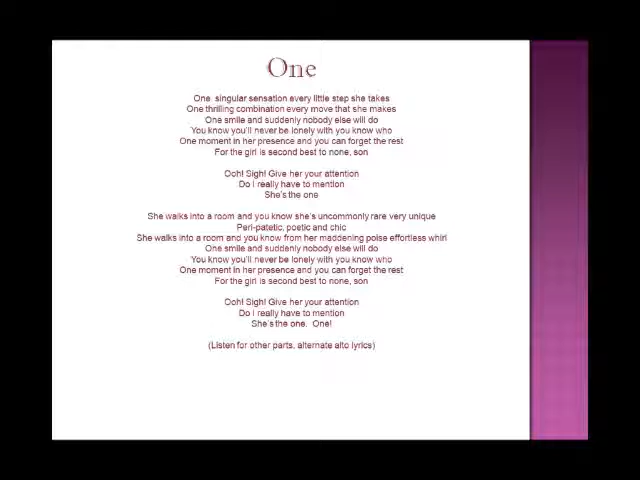 One
One singular sensation every little step she takes
One thrilling combination every move that she makes
One smile and suddenly nobody else will do
You know you'll never be lonely with you know who
One moment in her presence and you can forget the rest
For the girl is second best to none, son
Ooh! Sigh! Give her your attention
Do I really have to mention
She's the one
She walks into a room and you know she's uncommonly rare very unique
Peri-patetic, poetic and chic
She walks into a room and you know from her maddening poise effortless whirl
One smile and suddenly nobody else will do
You know you'll never be lonely with you know who
One moment in her presence and you can forget the rest
For the girl is second best to none, son
Ooh! Sigh! Give her your attention
Do I really have to mention
She's the one. One!
(Listen for other parts, alternate alto lyrics)